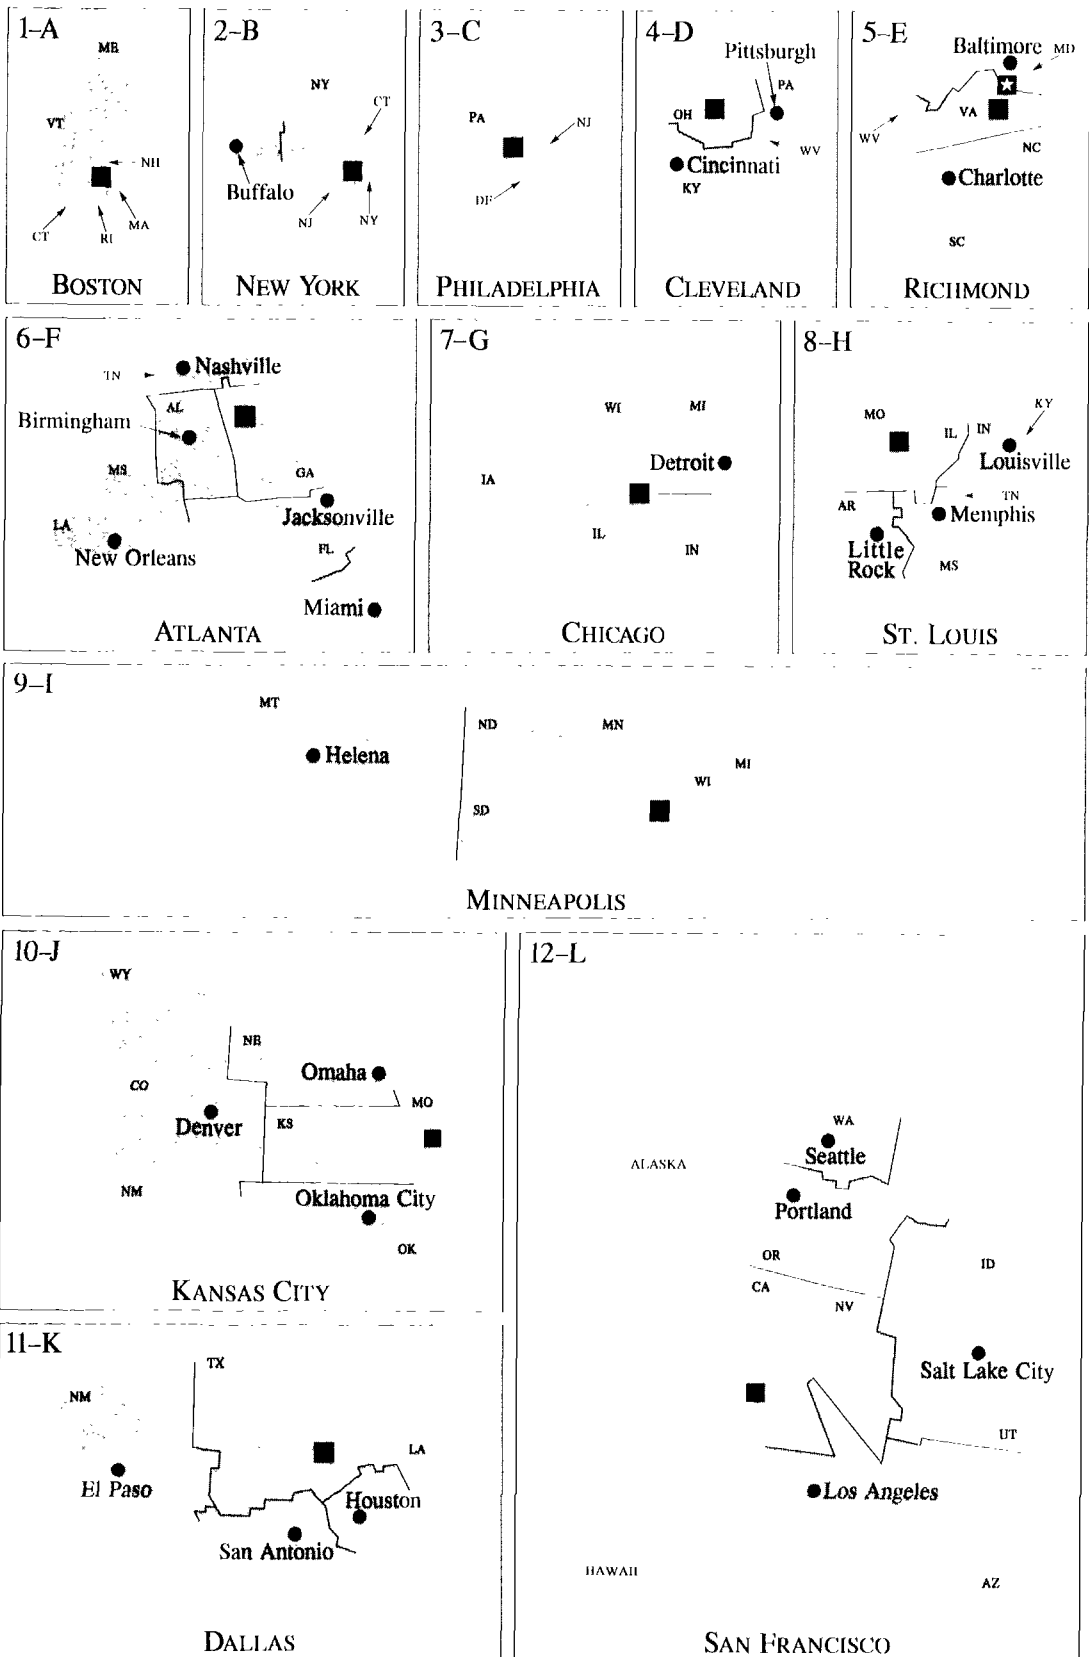 1–A
ME
VT
NH
MA
RI
CT
BOSTON
2–B
NY
CT
Buffalo
NJ
NY
NEW YORK
3–C
PA
NJ
DE
PHILADELPHIA
4–D
Pittsburgh
PA
OH
WV
Cincinnati
KY
CLEVELAND
5–E
Baltimore
MD
VA
WV
NC
Charlotte
SC
RICHMOND
6–F
Nashville
TN
AL
Birmingham
MS
GA
Jacksonville
LA
New Orleans
FL
Miami
ATLANTA
7–G
WI
MI
Detroit
IA
IL
IN
CHICAGO
8–H
KY
MO
IL
IN
Louisville
TN
AR
Memphis
Little
Rock
MS
ST. LOUIS
9–I
MT
ND
MN
Helena
MI
WI
SD
MINNEAPOLIS
10–J
WY
NE
Omaha
CO
MO
Denver
KS
NM
Oklahoma City
OK
KANSAS CITY
11–K
TX
NM
LA
El Paso
Houston
San Antonio
DALLAS
12–L
WA
Seattle
ALASKA
Portland
OR
ID
CA
NV
Salt Lake City
UT
Los Angeles
HAWAII
AZ
SAN FRANCISCO